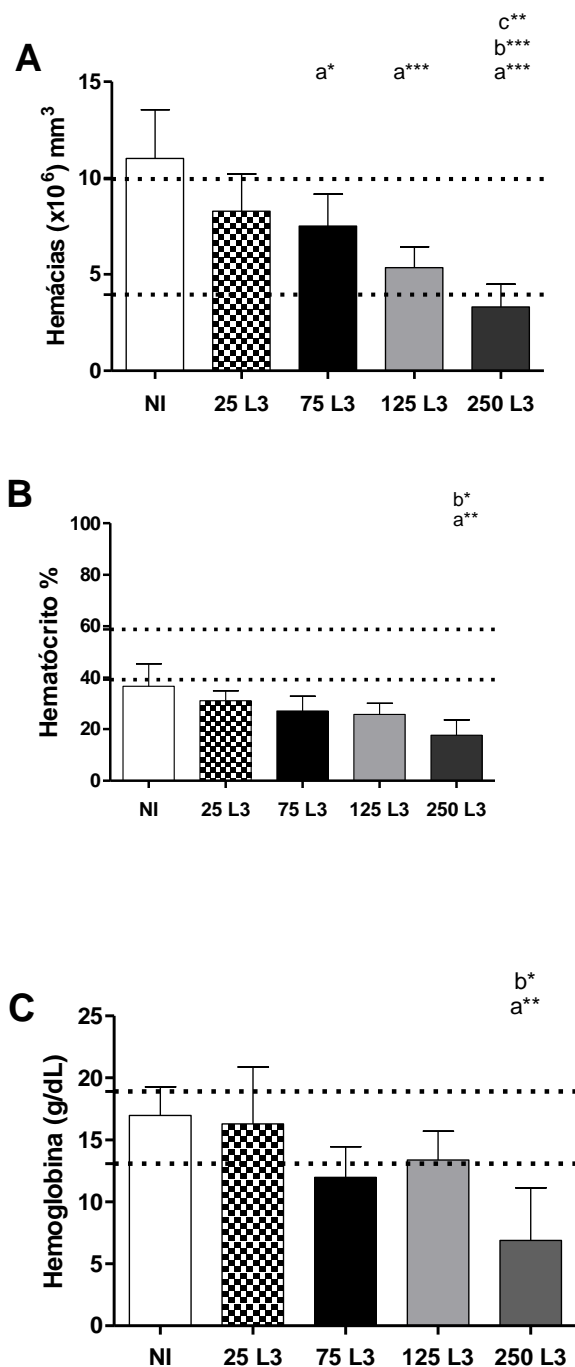 A
c**
b***
a* a*** a***
Hemácias (x10⁶) mm³
15
10
5
0
NI 25 L3 75 L3 125 L3 250 L3
B
b*
a**
Hematócrito %
100
80
60
40
20
0
NI 25 L3 75 L3 125 L3 250 L3
C
b*
a**
Hemoglobina (g/dL)
25
20
15
10
5
0
NI 25 L3 75 L3 125 L3 250 L3